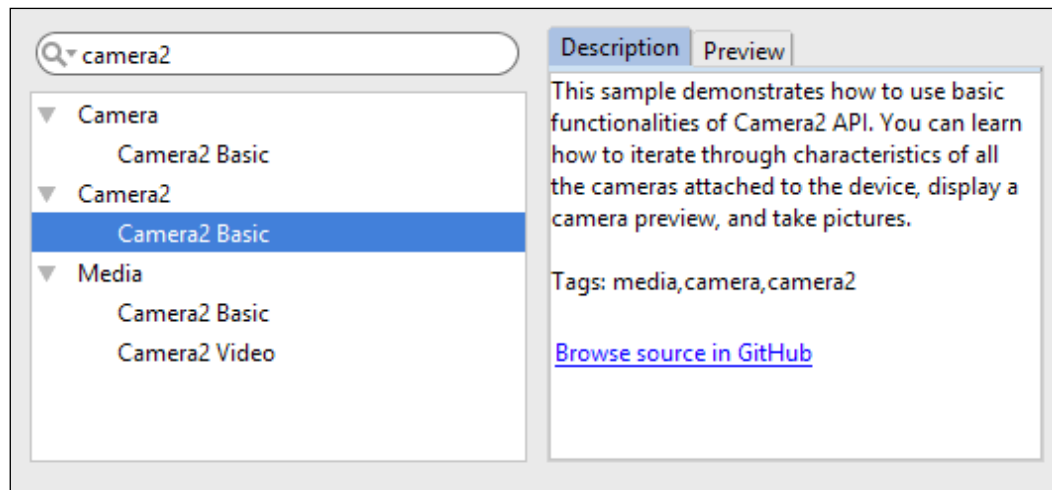 camera2
Camera
Camera2 Basic
Camera2
Camera2 Basic
Media
Camera2 Basic
Camera2 Video
Description
Preview
This sample demonstrates how to use basic
functionalities of Camera2 API. You can learn
how to iterate through characteristics of all
the cameras attached to the device, display a
camera preview, and take pictures.
Tags: media,camera,camera2
Browse source in GitHub